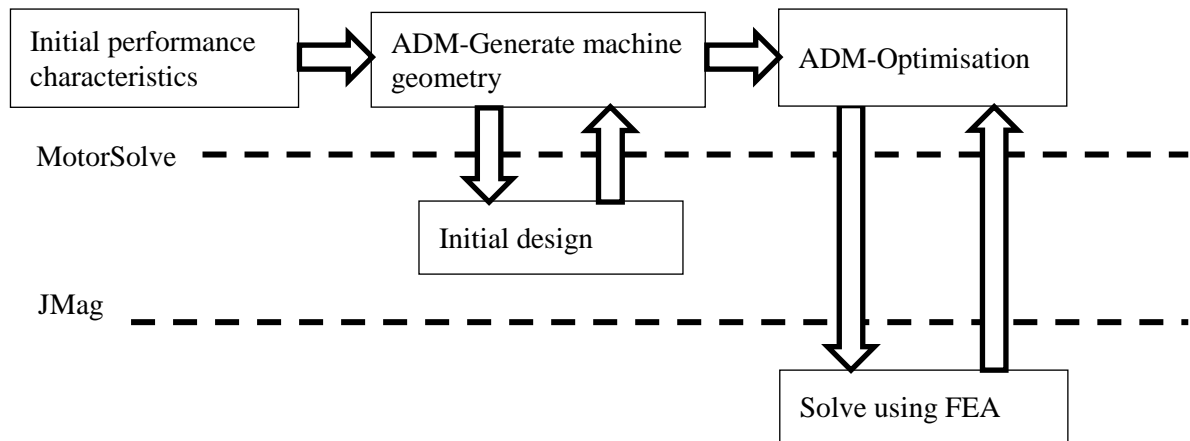 Initial performance
characteristics
ADM-Generate machine
geometry
ADM-Optimisation
MotorSolve
Initial design
JMag
Solve using FEA